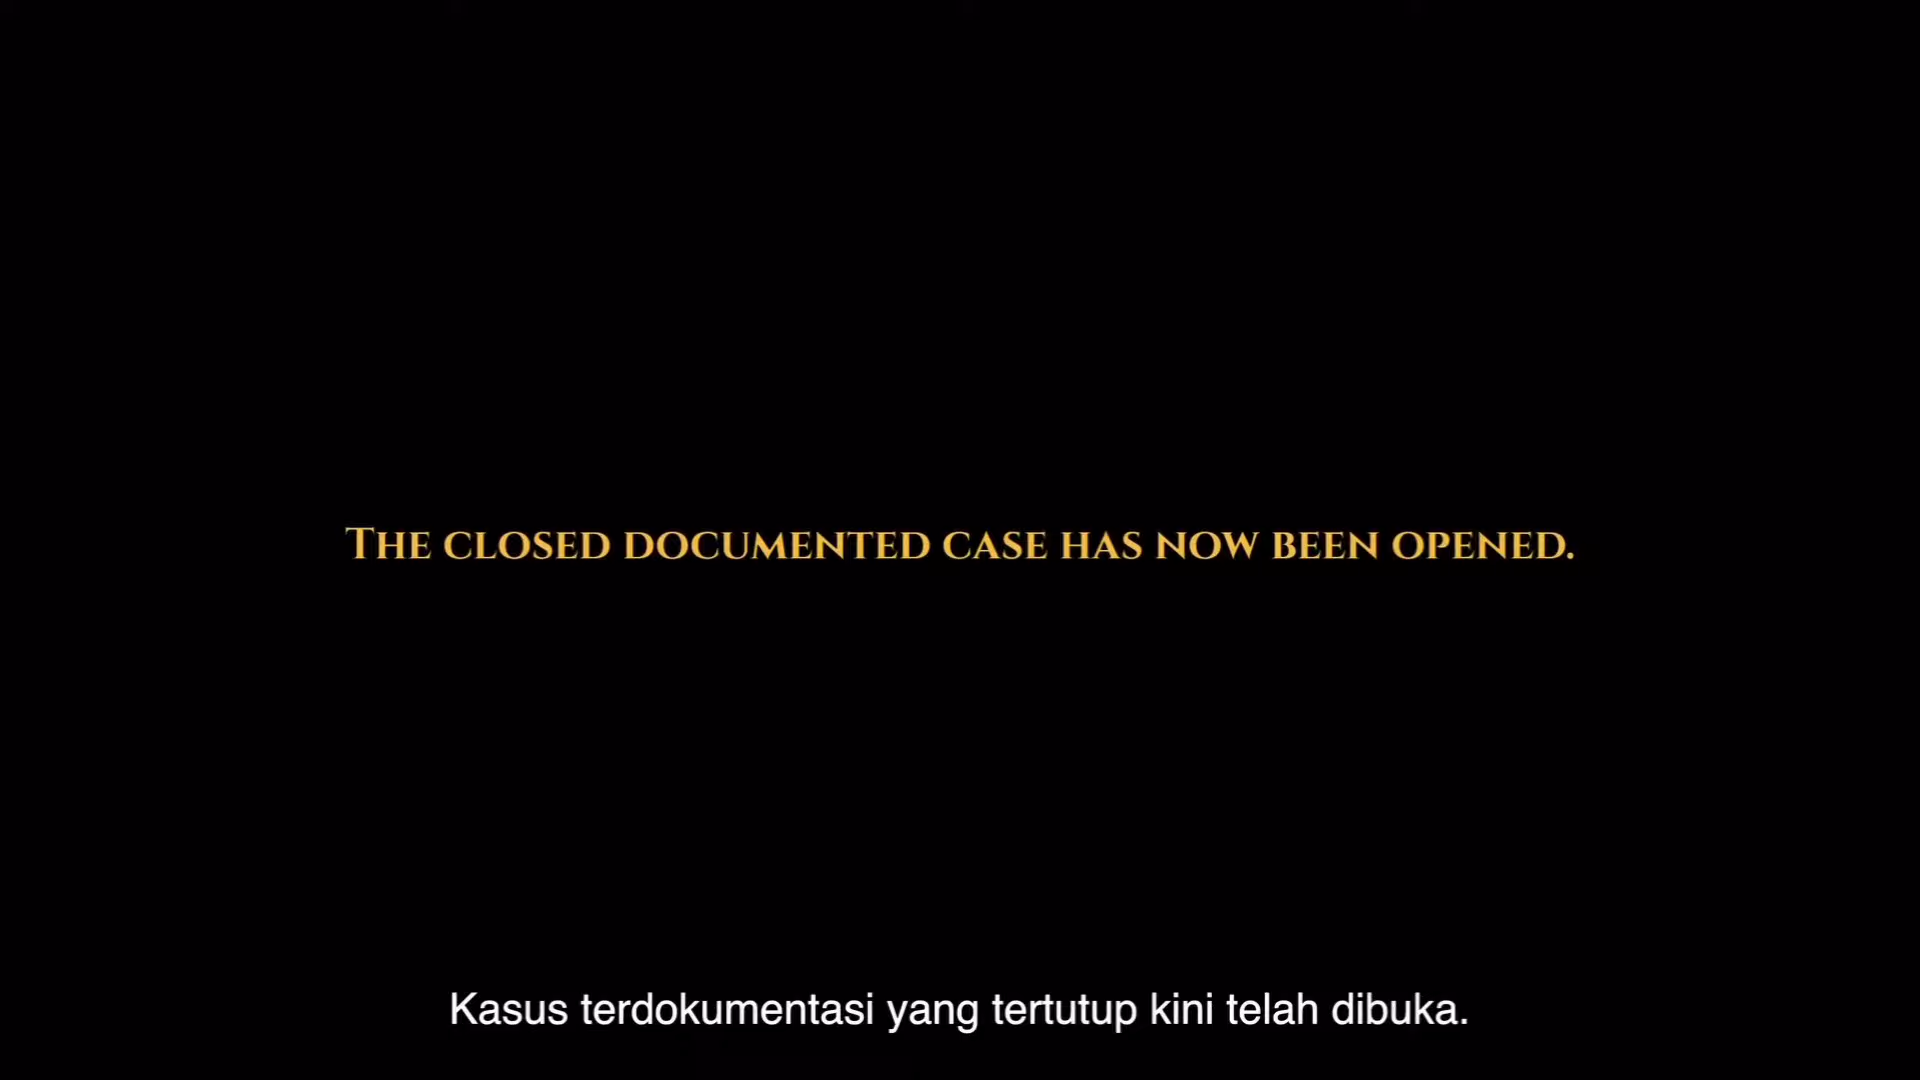 The closed documented case has now been opened.
Kasus terdokumentasi yang tertutup kini telah dibuka.